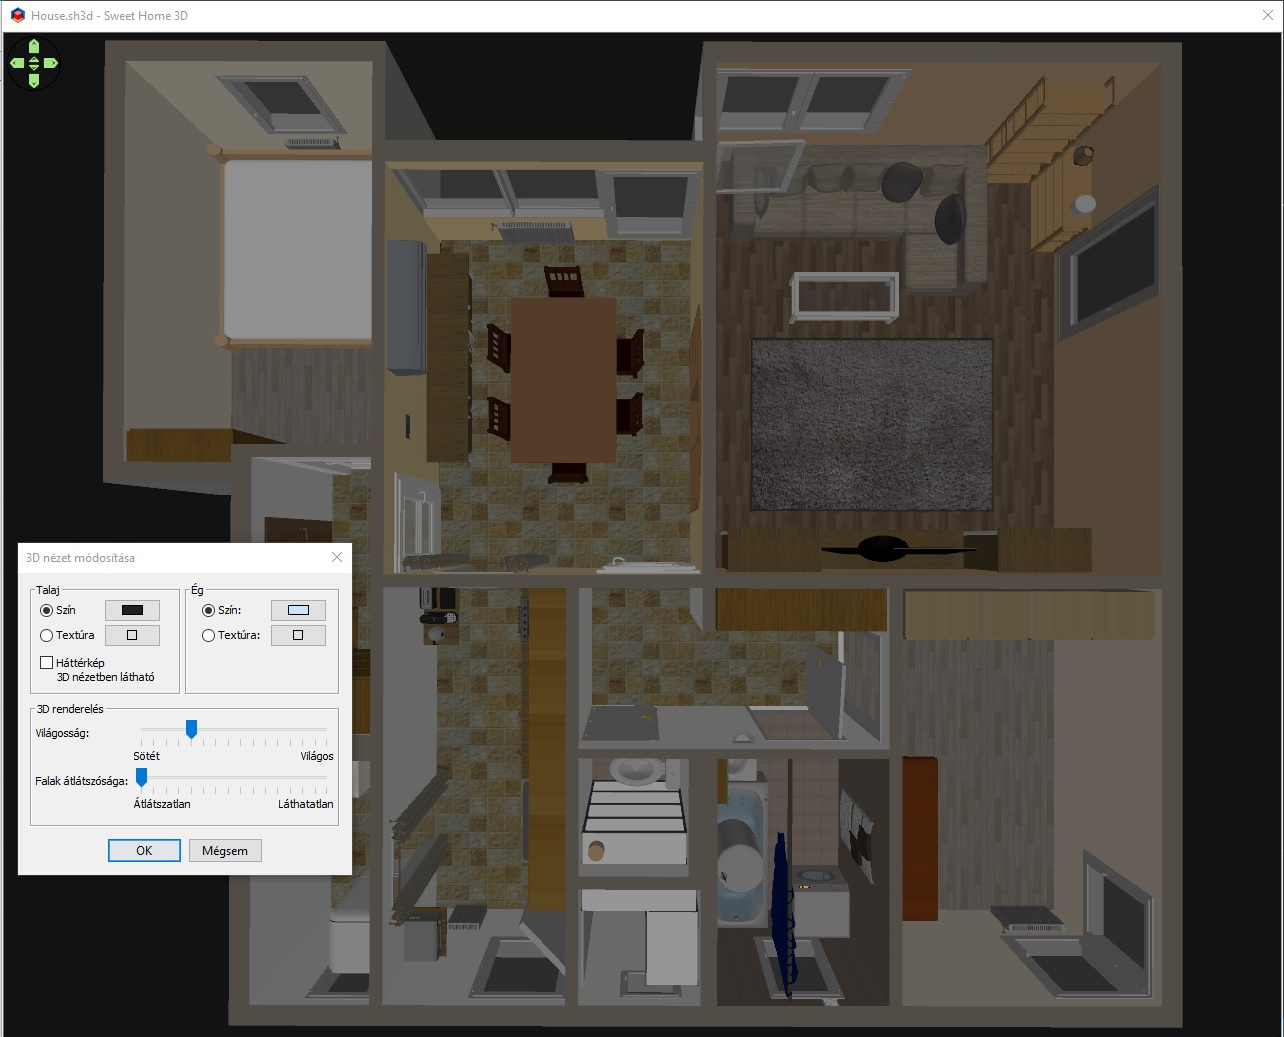 House.sh3d - Sweet Home 3D
3D nézet módosítása
Talaj
Szín
Textúra
Háttérkép
3D nézetben látható
Ég
Szín:
Textúra:
3D renderelés
Világosság:
Sötét Világos
Falak átlátszósága:
Átlátszatlan Láthatatlan
OK Mégsem